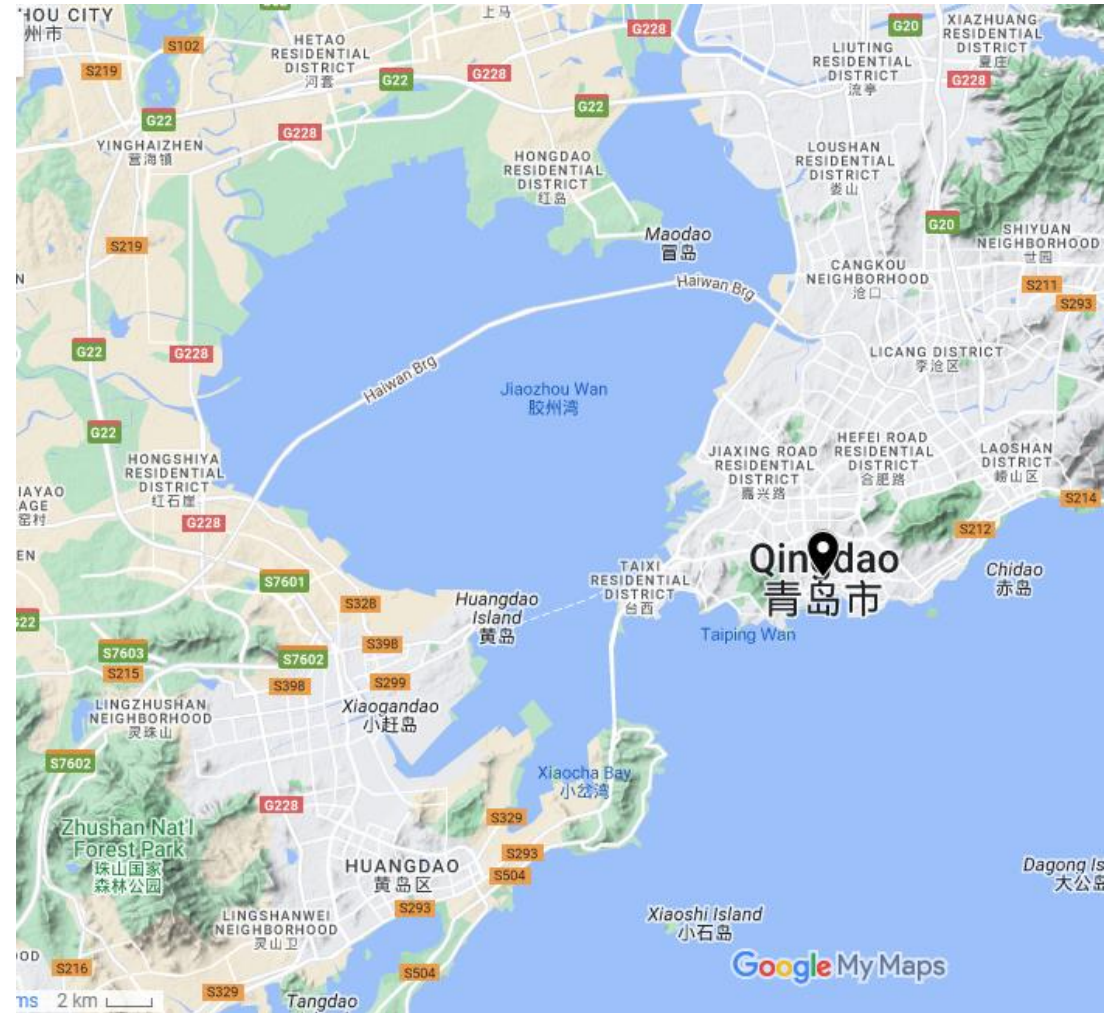 HOU CITY
州市
S102
S219
HETAO
RESIDENTIAL
DISTRICT
河套
上马
G228
G20
XIAZHUANG
RESIDENTIAL
DISTRICT
夏庄
LIUTING
RESIDENTIAL
DISTRICT
流亭
G228
G22
G228
G22
G22
G228
YINGHAIZHEN
营海镇
HONGDAO
RESIDENTIAL
DISTRICT
红岛
LOUSHAN
RESIDENTIAL
DISTRICT
娄山
G20
SHIYUAN
NEIGHBORHOOD
世园
S219
Maodao
冒岛
CANGKOU
NEIGHBORHOOD
沧口
S211
S293
N
Haiwan Brg
G22
G228
Haiwan Brg
LICANG DISTRICT
李沧区
Jiaozhou Wan
胶州湾
G22
HONGSHIYA
RESIDENTIAL
DISTRICT
红石崖
JIAXING ROAD
RESIDENTIAL
DISTRICT
嘉兴路
HEFEI ROAD
RESIDENTIAL
DISTRICT
合肥路
LAOSHAN
DISTRICT
崂山区
IAYAO
AGE
窑村
S214
G228
S212
EN
TAIXI
RESIDENTIAL
DISTRICT
台西
Qingdao
青岛市
Chidao
赤岛
S7601
S328
Huangdao
Island
黄岛
Taiping Wan
G22
S398
S7603
S7602
S215
S398
S299
LINGZHUSHAN
NEIGHBORHOOD
灵珠山
Xiaogandao
小赶岛
S7602
Xiaocha Bay
小岔湾
G228
S329
Zhushan Nat'l
Forest Park
珠山国家
森林公园
S293
HUANGDAO
黄岛区
S504
Dagong Is
大公岛
S293
LINGSHANWEI
NEIGHBORHOOD
灵山卫
Xiaoshi Island
小石岛
OOD
S216
S504
Google My Maps
S329
ms
2 km
Tangdao